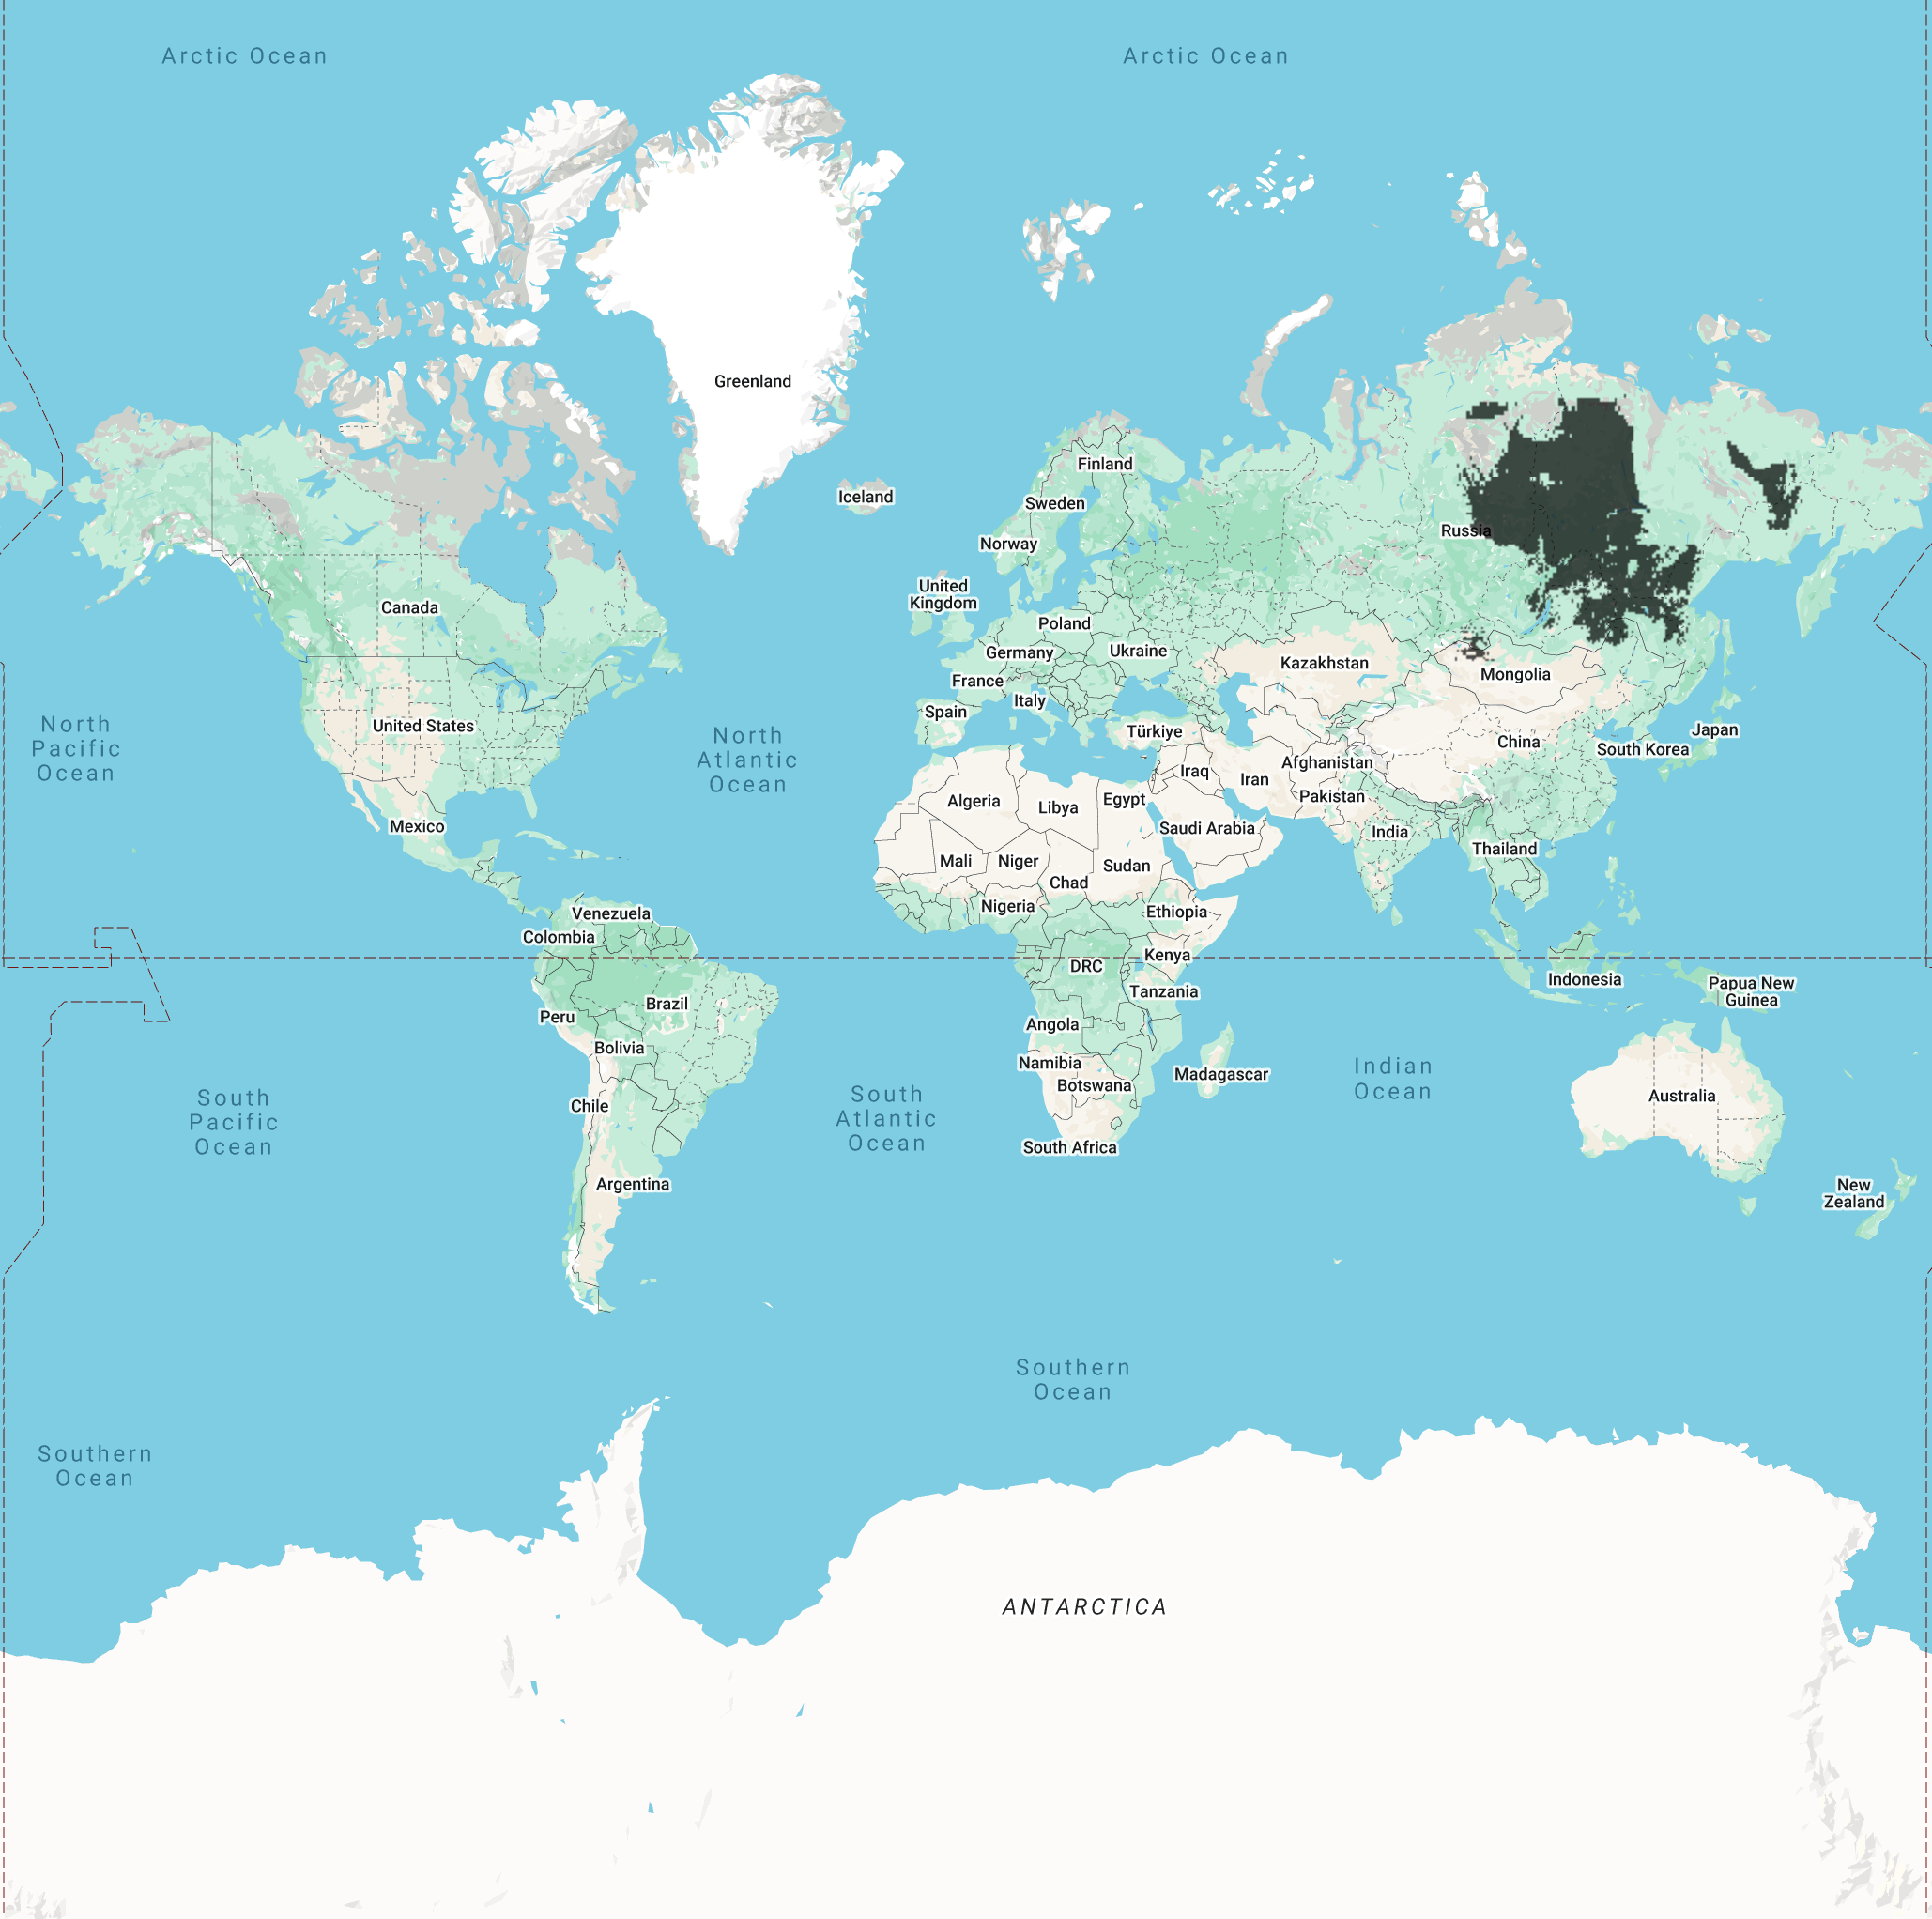 Arctic Ocean
Arctic Ocean
Greenland
Finland
Iceland
Sweden
Russia
Norway
United
Kingdom
Canada
Poland
Ukraine
Germany
Kazakhstan
Mongolia
France
Italy
Spain
United States
North
Pacific
Ocean
North
Atlantic
Ocean
Türkiye
China
Japan
South Korea
Afghanistan
Iraq
Iran
Pakistan
Algeria
Libya
Egypt
Saudi Arabia
India
Mexico
Thailand
Mali
Niger
Sudan
Chad
Nigeria
Ethiopia
Venezuela
Colombia
Kenya
DRC
Indonesia
Papua New
Guinea
Tanzania
Brazil
Peru
Angola
Bolivia
Namibia
Botswana
Madagascar
Indian
Ocean
Australia
Chile
South
Pacific
Ocean
South
Atlantic
Ocean
South Africa
Argentina
New
Zealand
Southern
Ocean
Southern
Ocean
ANTARCTICA